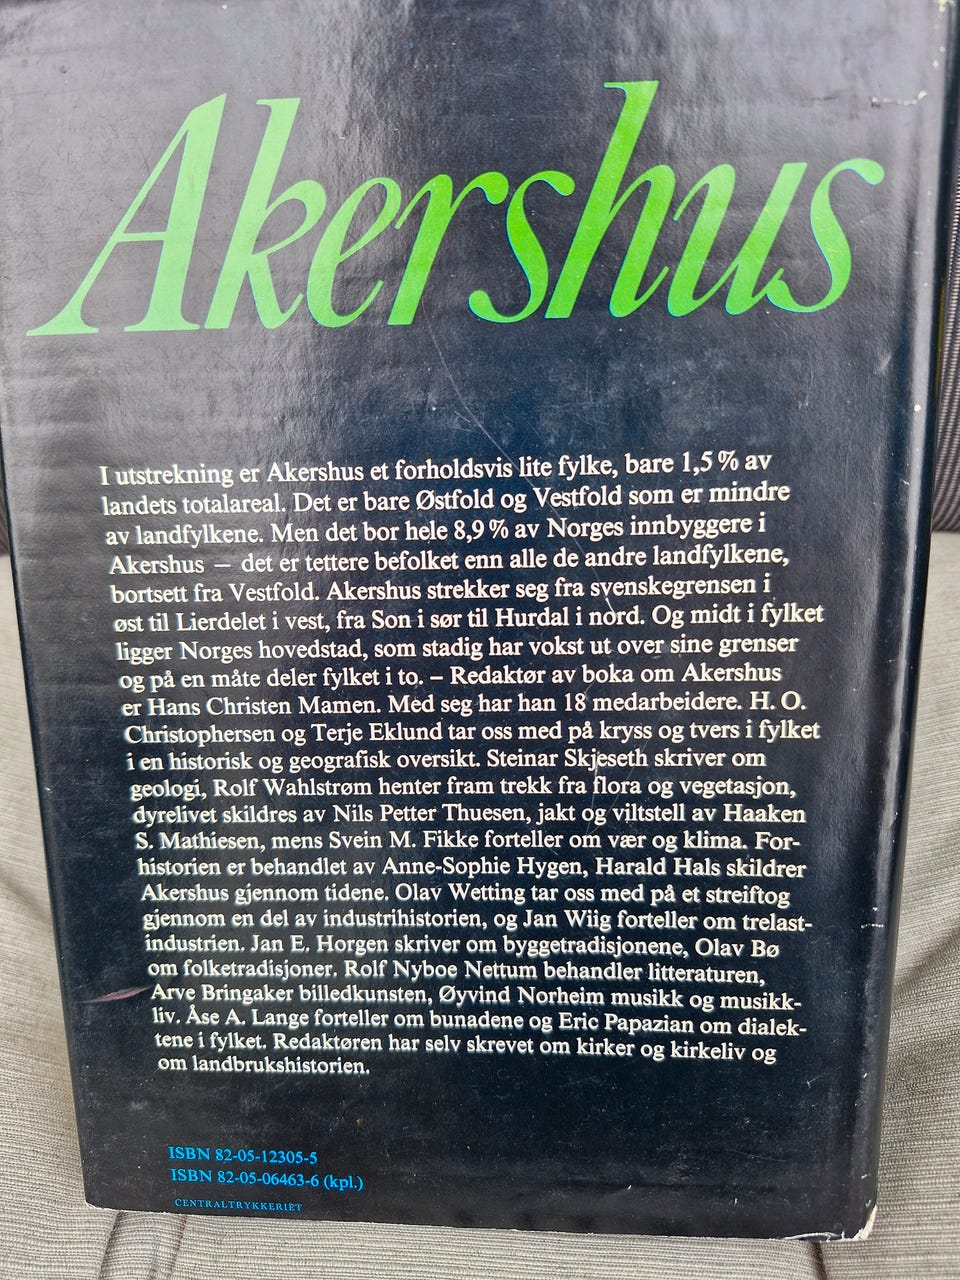 Akershus
I utstrekning er Akershus et forholdsvis lite fylke, bare 1,5 % av
landets totalareal. Det er bare Østfold og Vestfold som er mindre
av landfylkene. Men det bor hele 8,9 % av Norges innbyggere i
Akershus – det er tettere befolket enn alle de andre landfylkene,
bortsett fra Vestfold. Akershus strekker seg fra svenskegrensen i
øst til Lierdelet i vest, fra Son i sør til Hurdal i nord. Og midt i fylket
ligger Norges hovedstad, som stadig har vokst ut over sine grenser
og på en måte deler fylket i to. – Redaktør av boka om Akershus
er Hans Christen Mamen. Med seg har han 18 medarbeidere. H. O.
Christophersen og Terje Eklund tar oss med på kryss og tvers i fylket
i en historisk og geografisk oversikt. Steinar Skjeseth skriver om
geologi, Rolf Wahlstrøm henter fram trekk fra flora og vegetasjon,
dyrelivet skildres av Nils Petter Thuesen, jakt og viltstell av Haaken
S. Mathiesen, mens Svein M. Fikke forteller om vær og klima. For-
historien er behandlet av Anne-Sophie Hygen, Harald Hals skildrer
Akershus gjennom tidene. Olav Wetting tar oss med på et streiftog
gjennom en del av industrihistorien, og Jan Wiig forteller om trelast-
industrien. Jan E. Horgen skriver om byggetradisjonene, Olav Bø
om folketradisjoner. Rolf Nyboe Nettum behandler litteraturen,
Arve Bringaker billedkunsten, Øyvind Norheim musikk og musikk-
liv. Åse A. Lange forteller om bunadene og Eric Papazian om dialek-
tene i fylket. Redaktøren har selv skrevet om kirker og kirkeliv og
om landbrukshistorien.
ISBN 82-05-12305-5
ISBN 82-05-06463-6 (kpl.)
CENTRALTRYKKERIET